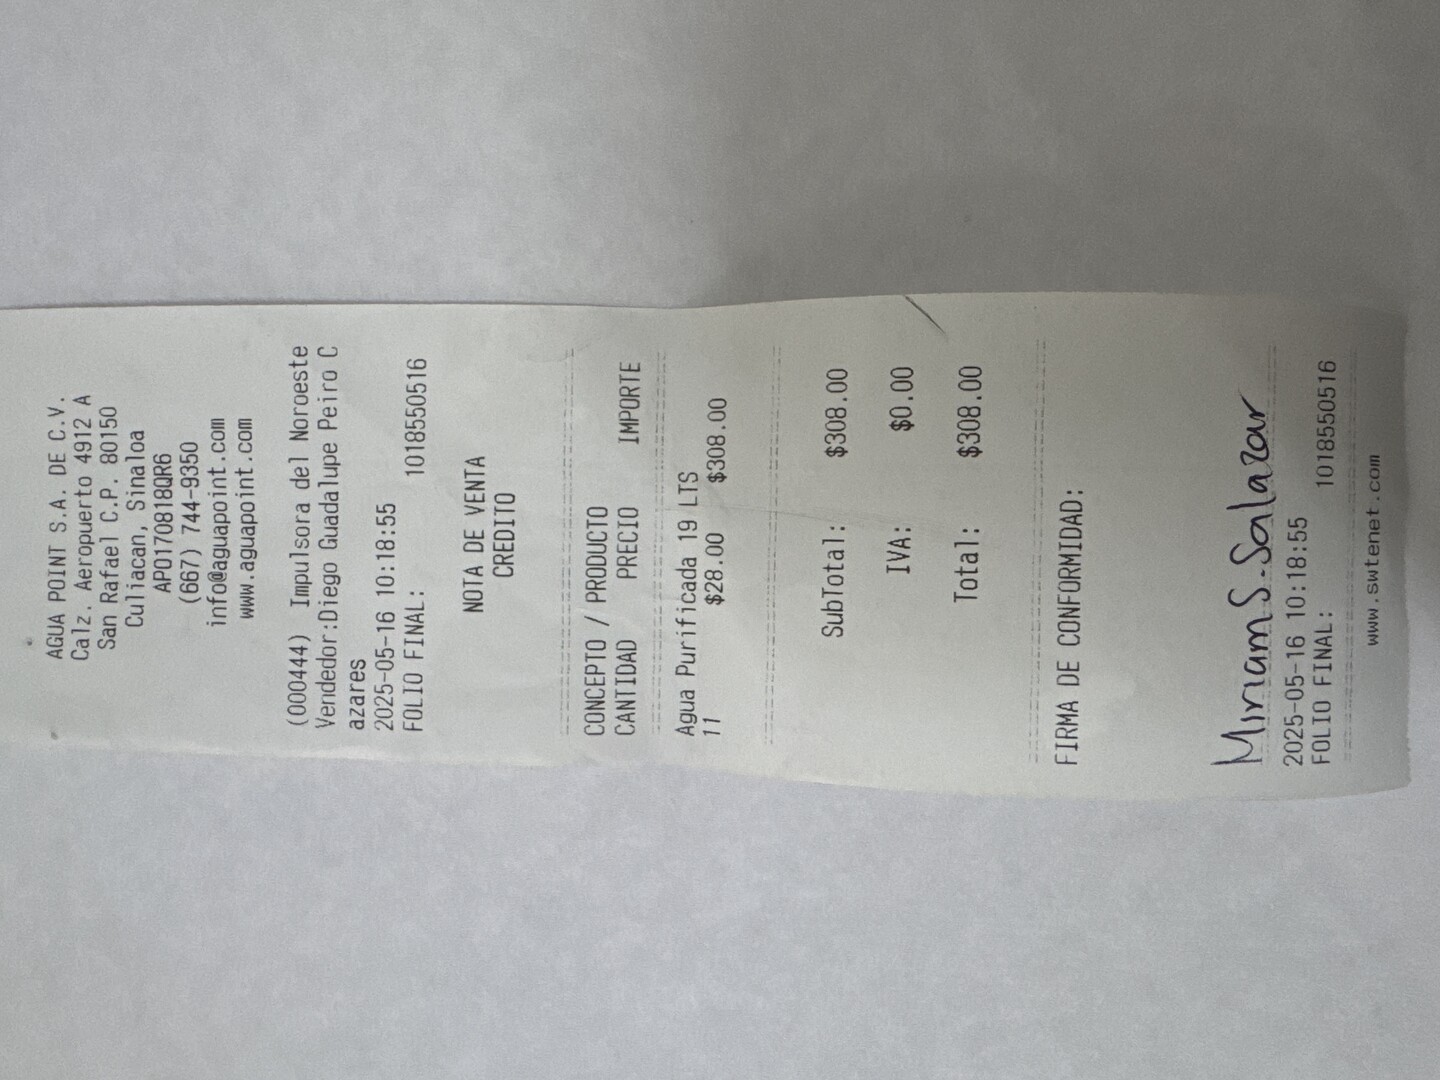 AGUA POINT S.A. DE C.V.
Calz. Aeropuerto 4912 A
San Rafael C.P. 80150
Culiacan, Sinaloa
APO170818QR6
(667) 744-9350
info@aguapoint.com
www.aguapoint.com
(000444) Impulsora del Noroeste
Vendedor:Diego Guadalupe Peiro C
azares
2025-05-16 10:18:55
FOLIO FINAL: 1018550516
NOTA DE VENTA
CREDITO
CONCEPTO / PRODUCTO
CANTIDAD PRECIO IMPORTE
Agua Purificada 19 LTS
11 $28.00 $308.00
SubTotal: $308.00
IVA: $0.00
Total: $308.00
FIRMA DE CONFORMIDAD:
Miriam S. Salazar
2025-05-16 10:18:55
FOLIO FINAL: 1018550516
www.swtenet.com